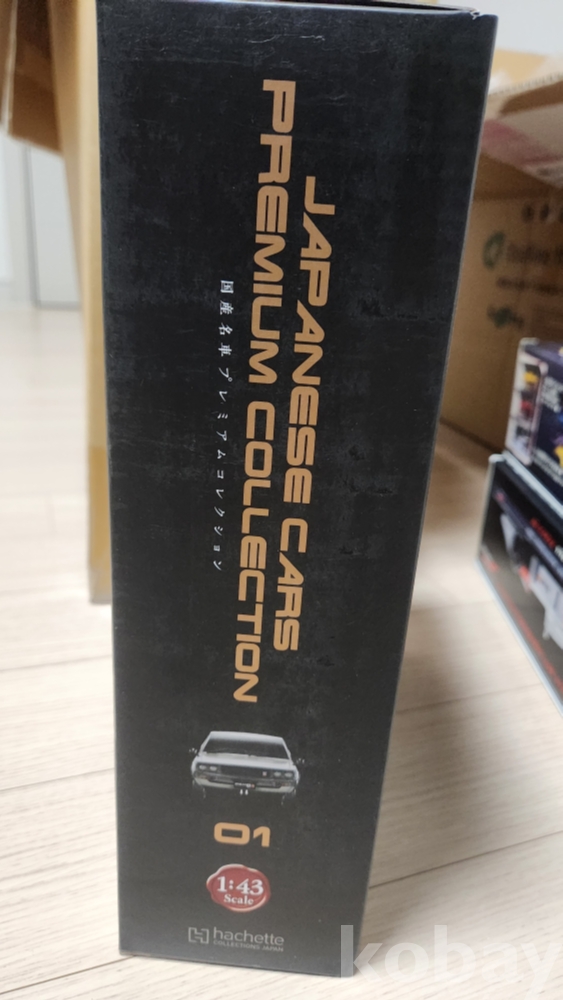 JAPANESE CARS
PREMIUM COLLECTION
国産名車プレミアムコレクション
01
1:43
Scale
hachette
COLLECTIONS JAPAN
kobay